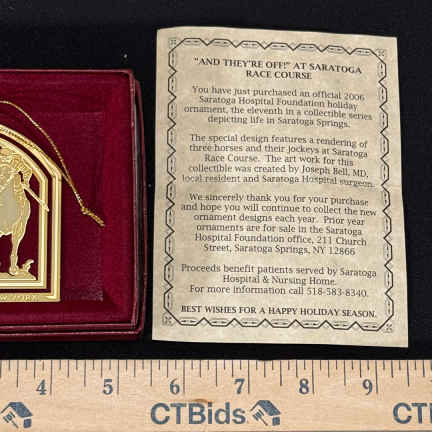 "AND THEY'RE OFF!" AT SARATOGA
RACE COURSE
You have just purchased an official 2006
Saratoga Hospital Foundation holiday
ornament, the eleventh in a collectible series
depicting life in Saratoga Springs.
The special design features a rendering of
three horses and their jockeys at Saratoga
Race Course. The art work for this
collectible was created by Joseph Bell, MD,
local resident and Saratoga Hospital surgeon.
We sincerely thank you for your purchase
and hope you will continue to collect the new
ornament designs each year. Prior year
ornaments are for sale in the Saratoga
Hospital Foundation office, 211 Church
Street, Saratoga Springs, NY 12866
Proceeds benefit patients served by Saratoga
Hospital & Nursing Home.
For more information call 518-583-8340.
BEST WISHES FOR A HAPPY HOLIDAY SEASON.
4 5 6 7 8 9
CTBids CT